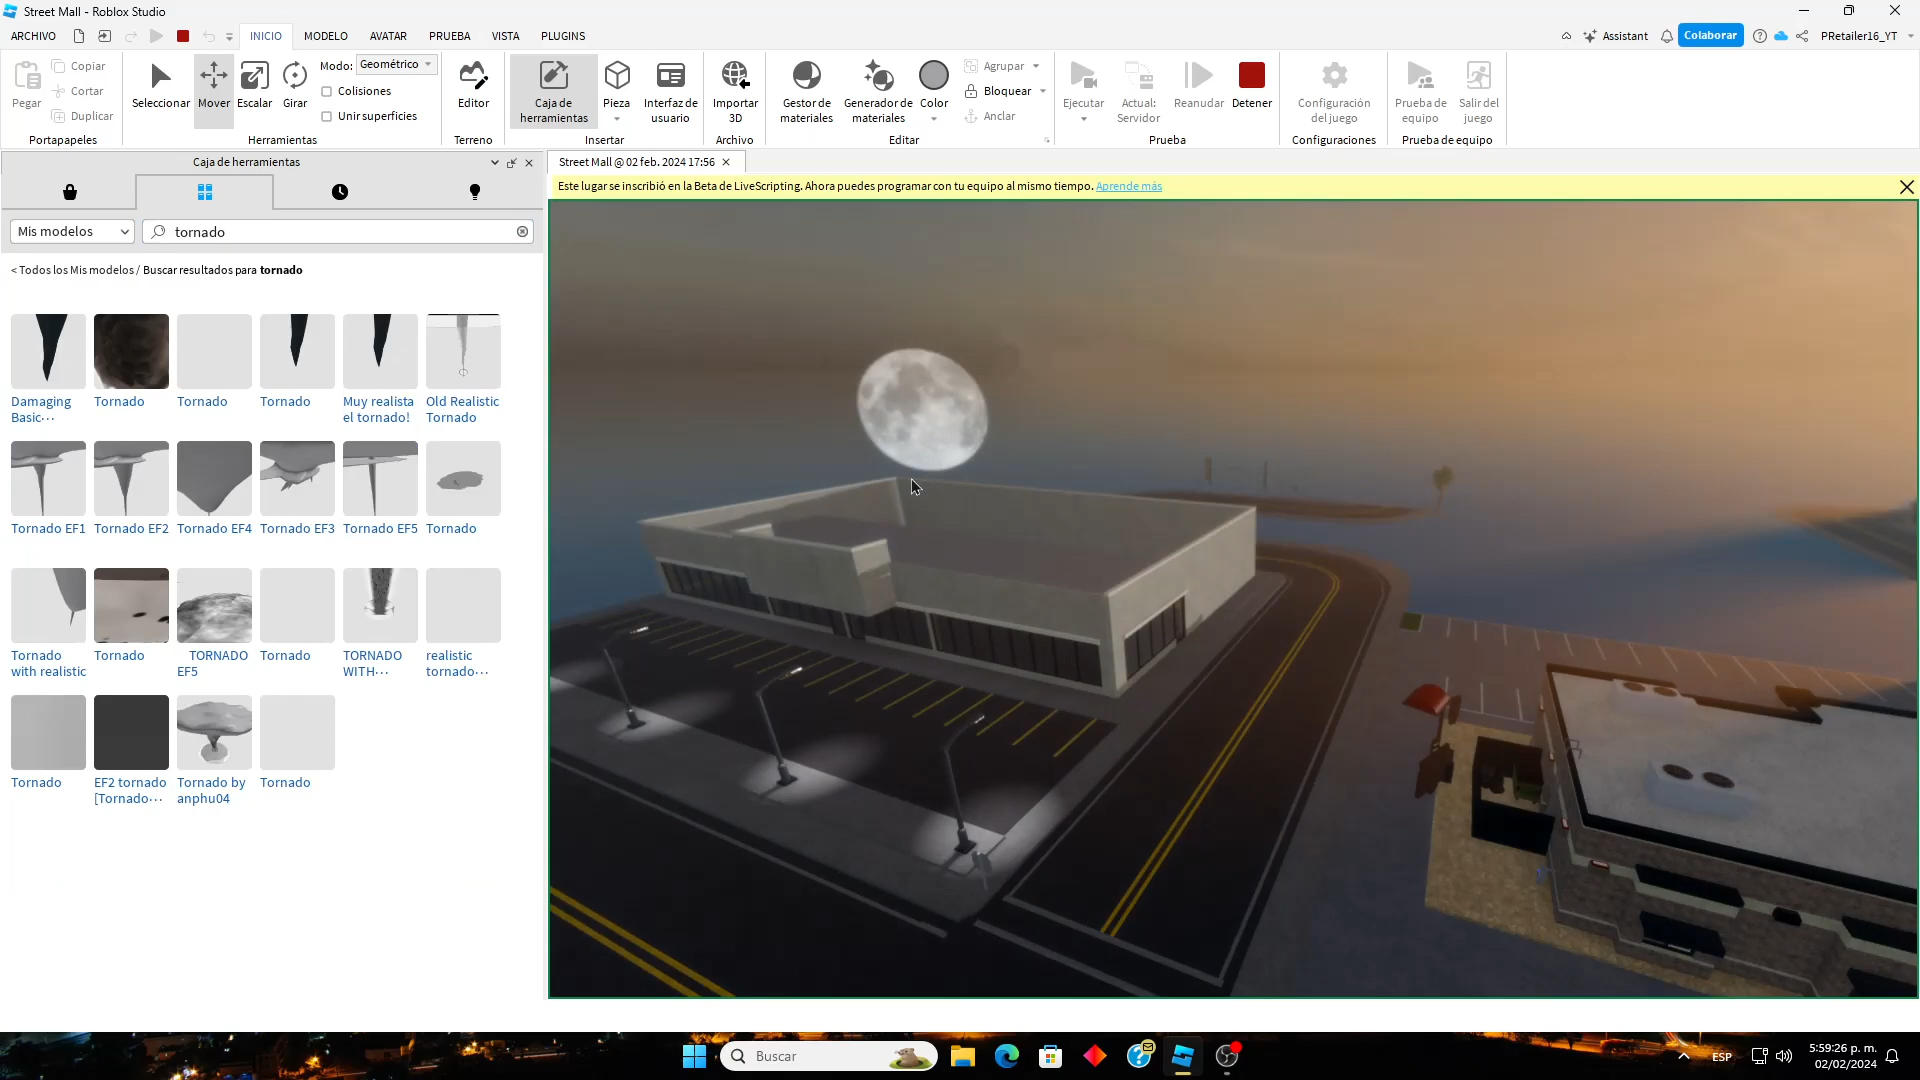 Street Mall - Roblox Studio
ARCHIVO INICIO MODELO AVATAR PRUEBA VISTA PLUGINS Assistant Colaborar PRetailer16_YT
Pegar
Copiar
Cortar
Duplicar
Portapapeles
Seleccionar Mover Escalar Girar
Modo: Geométrico
Colisiones
Unir superficies
Herramientas
Editor
Terreno
Caja de
herramientas
Pieza
Interfaz de
usuario
Insertar
Importar
3D
Archivo
Gestor de
materiales
Generador de
materiales
Color
Agrupar
Bloquear
Anclar
Editar
Ejecutar
Actual:
Servidor
Reanudar
Detener
Prueba
Configuración
del juego
Configuraciones
Prueba de
equipo
Salir del
juego
Prueba de equipo
Caja de herramientas
Mis modelos
tornado
< Todos los Mis modelos / Buscar resultados para tornado
Damaging
Basic...
Tornado
Tornado
Tornado
Muy realista
el tornado!
Old Realistic
Tornado
Tornado EF1
Tornado EF2
Tornado EF4
Tornado EF3
Tornado EF5
Tornado
Tornado
with realistic
Tornado
TORNADO
EF5
Tornado
TORNADO
WITH...
realistic
tornado...
Tornado
EF2 tornado
[Tornado...
Tornado by
anphu04
Tornado
Street Mall @ 02 feb. 2024 17:56
Este lugar se inscribió en la Beta de LiveScripting. Ahora puedes programar con tu equipo al mismo tiempo. Aprende más
Buscar
ESP
5:59:26 p. m.
02/02/2024